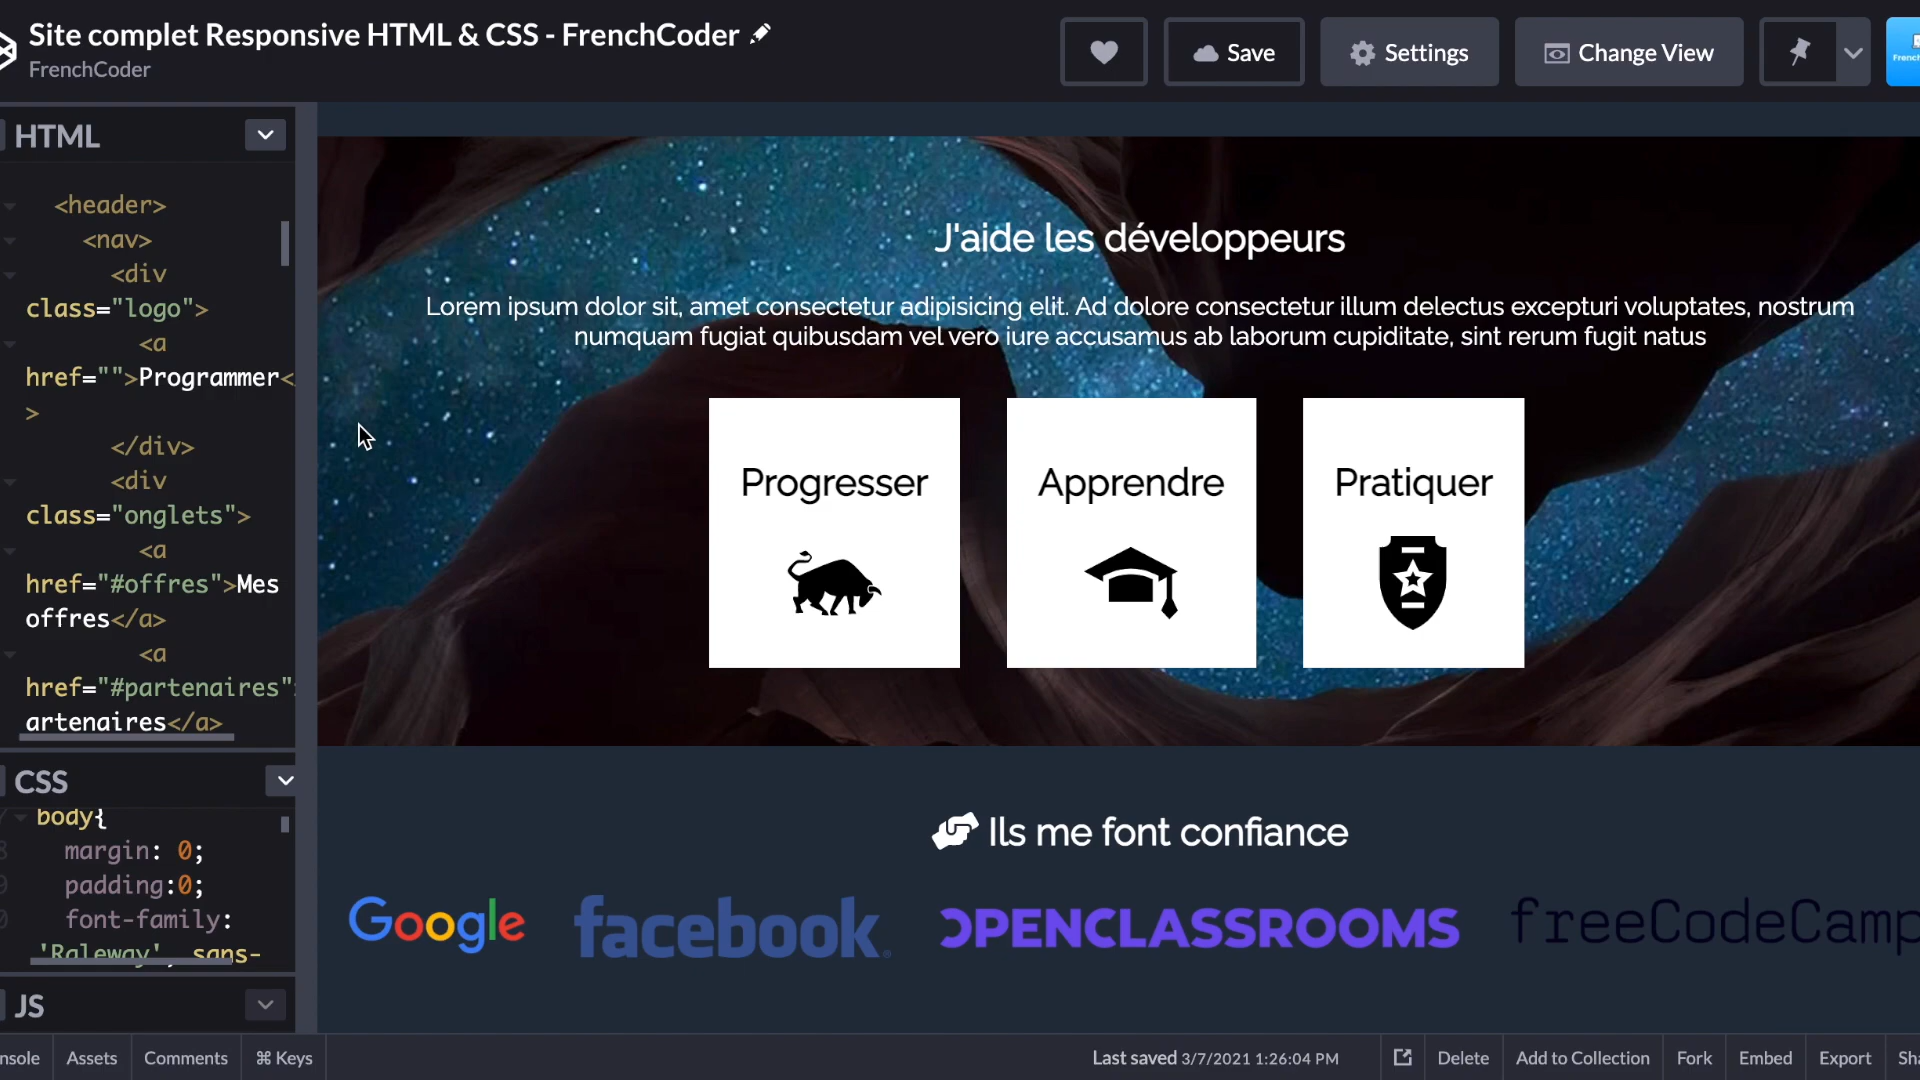 Site complet Responsive HTML & CSS - FrenchCoder
FrenchCoder
Save
Settings
Change View
HTML
<header>
<nav>
<div
class="logo">
<a
href="">Programmer<
>
</div>
<div
class="onglets">
<a
href="#offres">Mes
offres</a>
<a
href="#partenaires"
artenaires</a>
CSS
body{
margin: 0;
padding:0;
font-family:
'Raleway', sans-
JS
J'aide les développeurs
Lorem ipsum dolor sit, amet consectetur adipisicing elit. Ad dolore consectetur illum delectus excepturi voluptates, nostrum
numquam fugiat quibusdam vel vero iure accusamus ab laborum cupiditate, sint rerum fugit natus
Progresser
Apprendre
Pratiquer
Ils me font confiance
Google
facebook
OPENCLASSROOMS
freeCodeCamp
nsole
Assets
Comments
⌘ Keys
Last saved 3/7/2021 1:26:04 PM
Delete
Add to Collection
Fork
Embed
Export
Sha